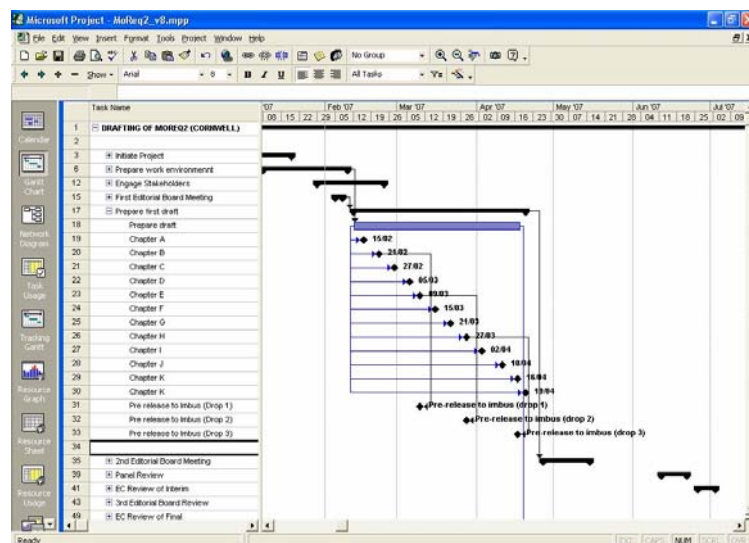 Microsoft Project - MoReq2_v8.mpp
File Edit View Insert Format Tools Project Window Help
No Group
Show Arial 8 B I U All Tasks
Task Name '07 Feb '07 Mar '07 Apr '07 May '07 Jun '07 Jul '07
08 15 22 29 05 12 19 26 05 12 19 26 02 09 16 23 30 07 14 21 28 04 11 18 25 02 09
Calendar
Gantt Chart
Network Diagram
Task Usage
Tracking Gantt
Resource Graph
Resource Sheet
Resource Usage
1 DRAFTING OF MOREQ2 (CORNWELL)
2
3 Initiate Project
6 Prepare work environmennt
12 Engage Stakeholders
15 First Editorial Board Meeting
17 Prepare first draft
18 Prepare draft
19 Chapter A 15/02
20 Chapter B 21/02
21 Chapter C 27/02
22 Chapter D 05/03
23 Chapter E 09/03
24 Chapter F 15/03
25 Chapter G 21/03
26 Chapter H 27/03
27 Chapter I 02/04
28 Chapter J 10/04
29 Chapter K 16/04
30 Chapter K 19/04
31 Pre release to Imbus (Drop 1) Pre-release to imbus (drop 1)
32 Pre release to Imbus (Drop 2) Pre-release to imbus (drop 2)
33 Pre release to Imbus (Drop 3) Pre-release to imbus (drop 3)
34
35 2nd Editorial Board Meeting
39 Panel Review
41 EC Review of Interim
43 3rd Editorial Board Review
49 EC Review of Final
Ready EXT CAPS NUM SCRL OVR